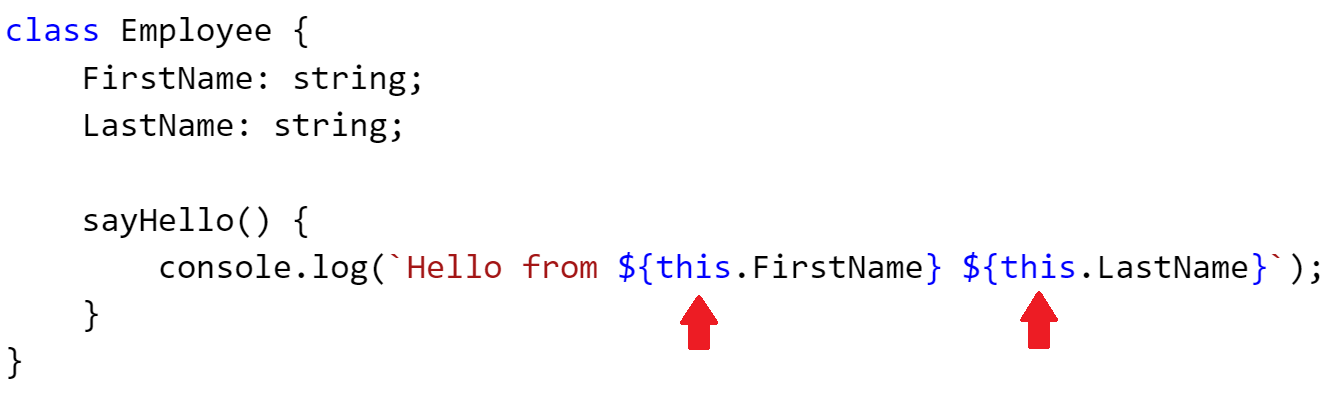 class Employee {
    FirstName: string;
    LastName: string;

    sayHello() {
        console.log(`Hello from ${this.FirstName} ${this.LastName}`);
    }
}